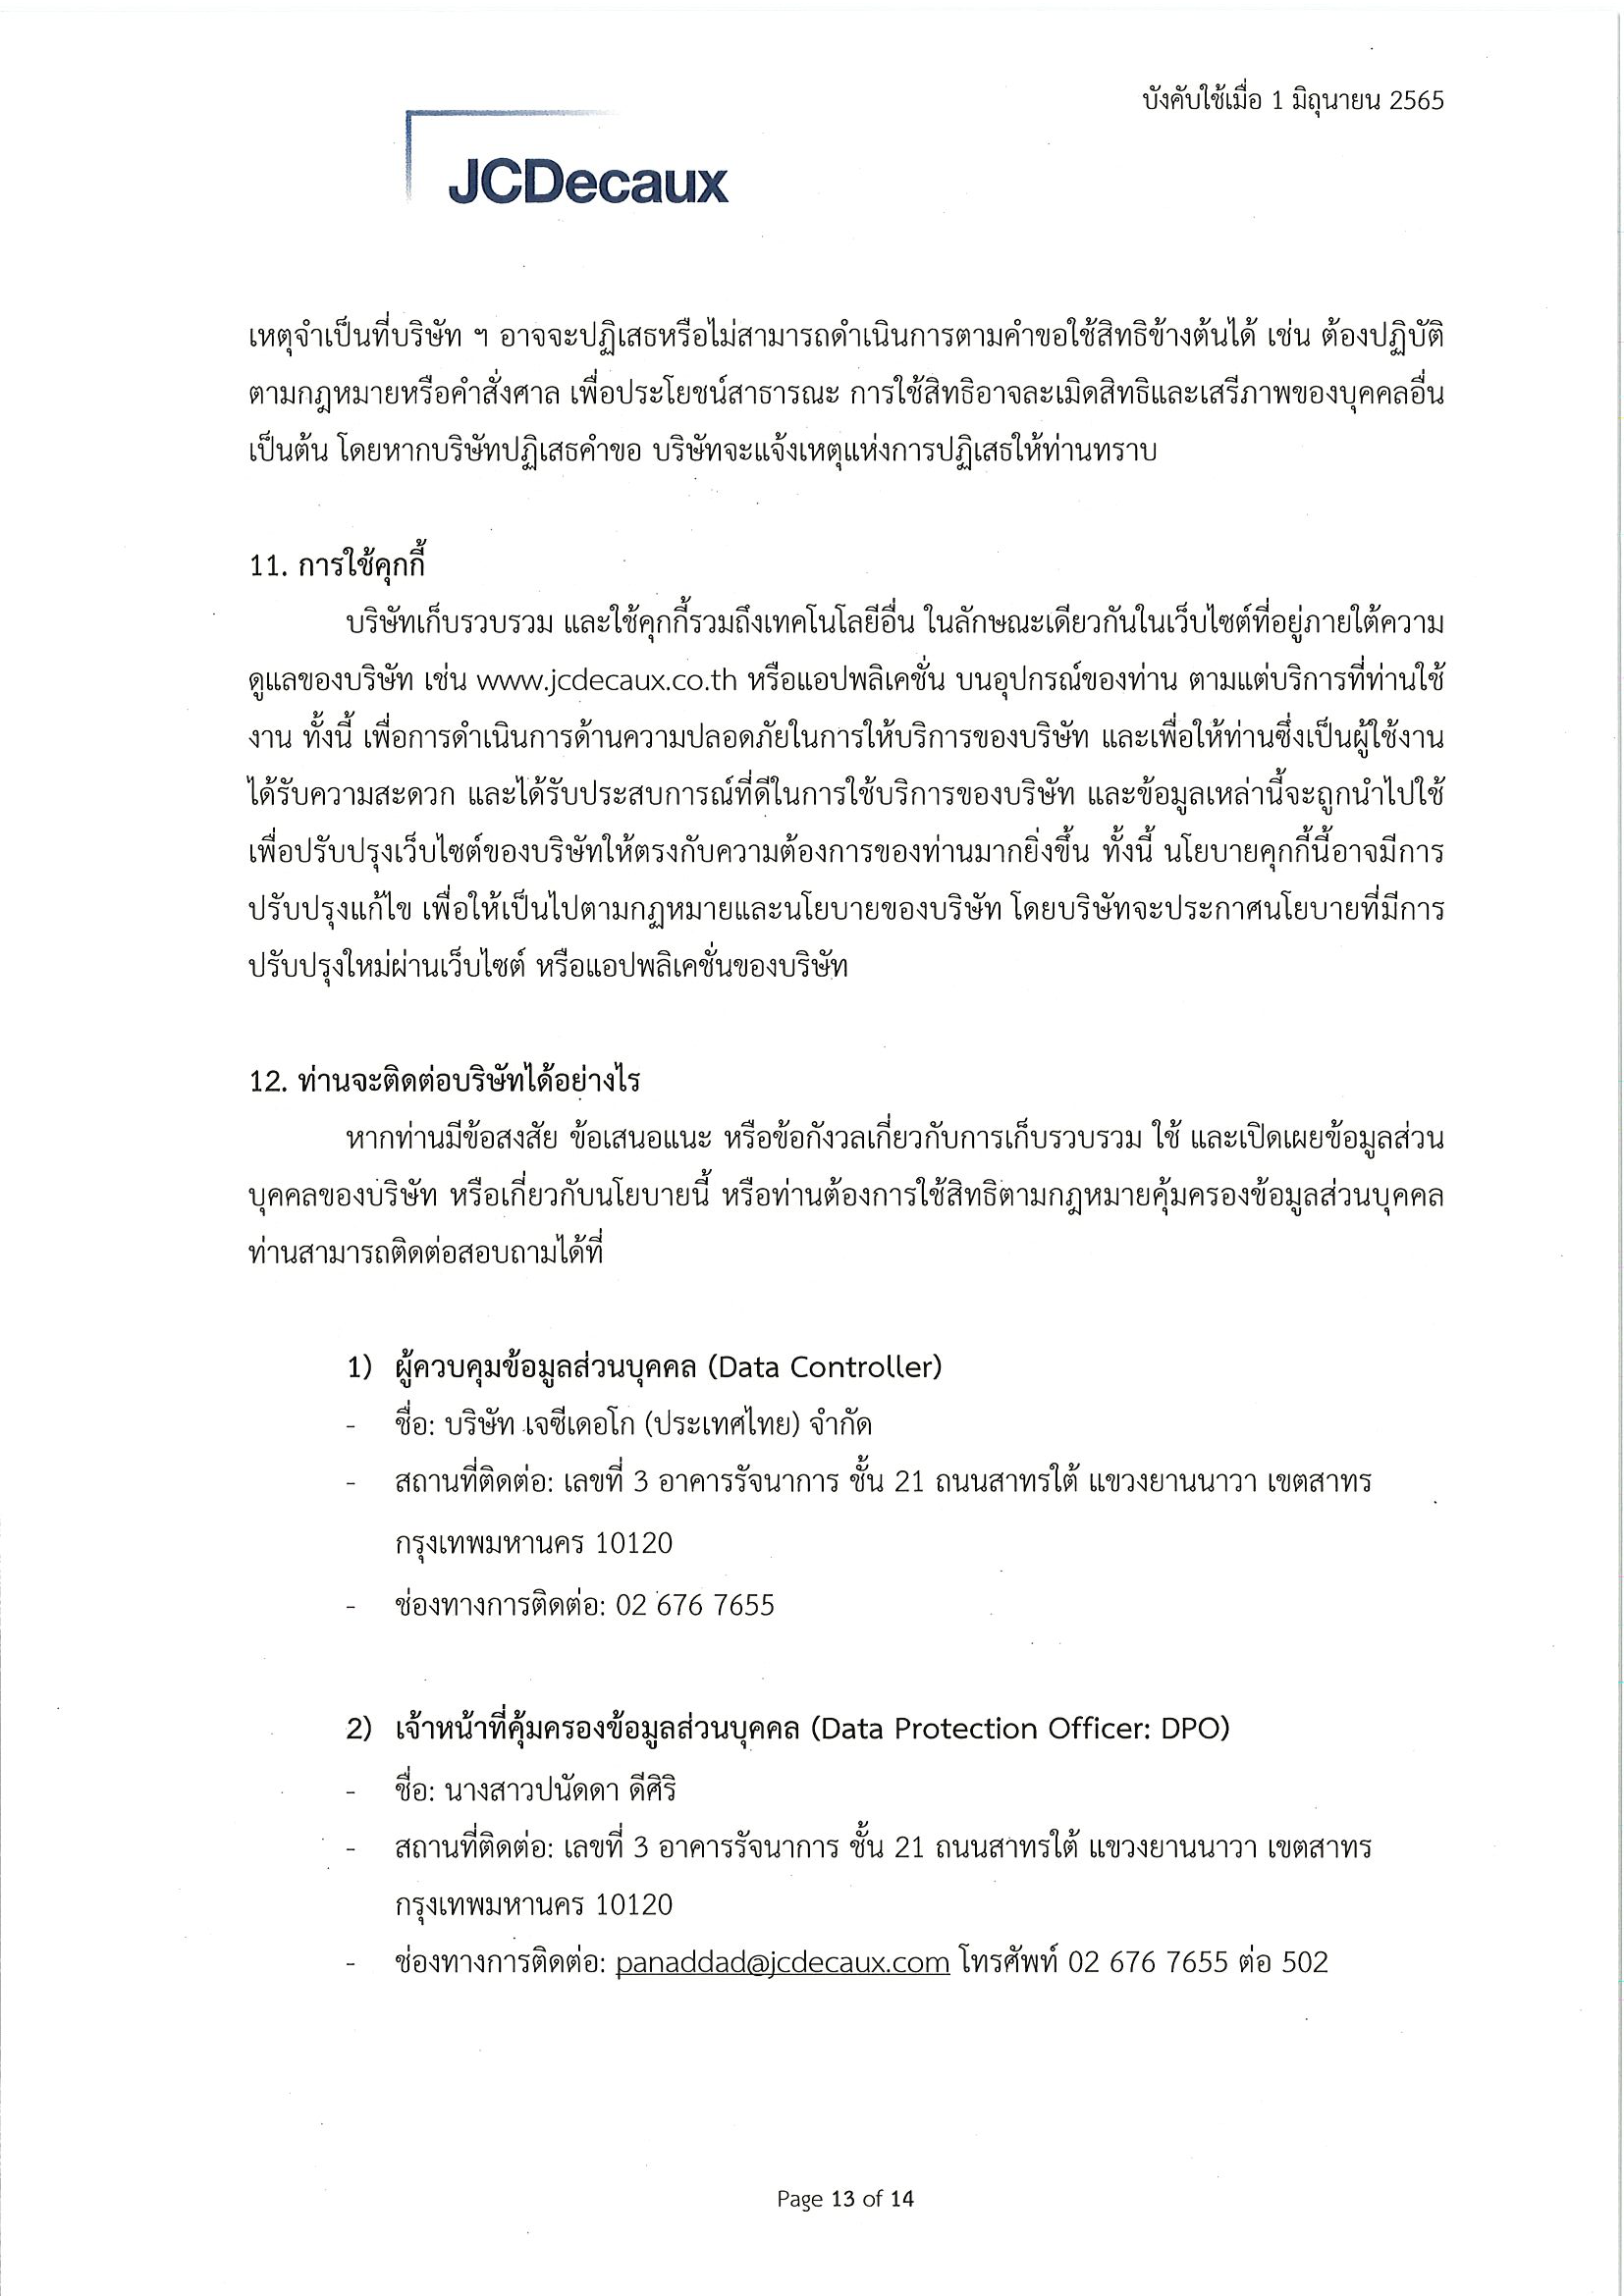 บังคับใช้เมื่อ 1 มิถุนายน 2565
JCDecaux
เหตุจำเป็นที่บริษัท ฯ อาจจะปฏิเสธหรือไม่สามารถดำเนินการตามคำขอใช้สิทธิข้างต้นได้ เช่น ต้องปฏิบัติ
ตามกฎหมายหรือคำสั่งศาล เพื่อประโยชน์สาธารณะ การใช้สิทธิอาจละเมิดสิทธิและเสรีภาพของบุคคลอื่น
เป็นต้น โดยหากบริษัทปฏิเสธคำขอ บริษัทจะแจ้งเหตุแห่งการปฏิเสธให้ท่านทราบ
11. การใช้คุกกี้
บริษัทเก็บรวบรวม และใช้คุกกี้รวมถึงเทคโนโลยีอื่น ในลักษณะเดียวกันในเว็บไซต์ที่อยู่ภายใต้ความ
ดูแลของบริษัท เช่น www.jcdecaux.co.th หรือแอปพลิเคชั่น บนอุปกรณ์ของท่าน ตามแต่บริการที่ท่านใช้
งาน ทั้งนี้ เพื่อการดำเนินการด้านความปลอดภัยในการให้บริการของบริษัท และเพื่อให้ท่านซึ่งเป็นผู้ใช้งาน
ได้รับความสะดวก และได้รับประสบการณ์ที่ดีในการใช้บริการของบริษัท และข้อมูลเหล่านี้จะถูกนำไปใช้
เพื่อปรับปรุงเว็บไซต์ของบริษัทให้ตรงกับความต้องการของท่านมากยิ่งขึ้น ทั้งนี้ นโยบายคุกกี้นี้อาจมีการ
ปรับปรุงแก้ไข เพื่อให้เป็นไปตามกฏหมายและนโยบายของบริษัท โดยบริษัทจะประกาศนโยบายที่มีการ
ปรับปรุงใหม่ผ่านเว็บไซต์ หรือแอปพลิเคชั่นของบริษัท
12. ท่านจะติดต่อบริษัทได้อย่างไร
หากท่านมีข้อสงสัย ข้อเสนอแนะ หรือข้อกังวลเกี่ยวกับการเก็บรวบรวม ใช้ และเปิดเผยข้อมูลส่วน
บุคคลของบริษัท หรือเกี่ยวกับนโยบายนี้ หรือท่านต้องการใช้สิทธิตามกฎหมายคุ้มครองข้อมูลส่วนบุคคล
ท่านสามารถติดต่อสอบถามได้ที่
1) ผู้ควบคุมข้อมูลส่วนบุคคล (Data Controller)
- ชื่อ: บริษัท เจซีเดอโก (ประเทศไทย) จำกัด
- สถานที่ติดต่อ: เลขที่ 3 อาคารรัจนาการ ชั้น 21 ถนนสาทรใต้ แขวงยานนาวา เขตสาทร
กรุงเทพมหานคร 10120
- ช่องทางการติดต่อ: 02 676 7655
2) เจ้าหน้าที่คุ้มครองข้อมูลส่วนบุคคล (Data Protection Officer: DPO)
- ชื่อ: นางสาวปนัดดา ดีศิริ
- สถานที่ติดต่อ: เลขที่ 3 อาคารรัจนาการ ชั้น 21 ถนนสาทรใต้ แขวงยานนาวา เขตสาทร
กรุงเทพมหานคร 10120
- ช่องทางการติดต่อ: panaddad@jcdecaux.com โทรศัพท์ 02 676 7655 ต่อ 502
Page 13 of 14